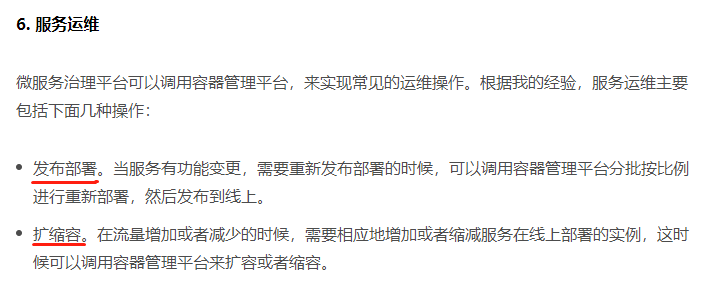 6. 服务运维
微服务治理平台可以调用容器管理平台，来实现常见的运维操作。根据我的经验，服务运维主要
包括下面几种操作：
发布部署。当服务有功能变更，需要重新发布部署的时候，可以调用容器管理平台分批按比例
进行重新部署，然后发布到线上。
扩缩容。在流量增加或者减少的时候，需要相应地增加或者缩减服务在线上部署的实例，这时
候可以调用容器管理平台来扩容或者缩容。